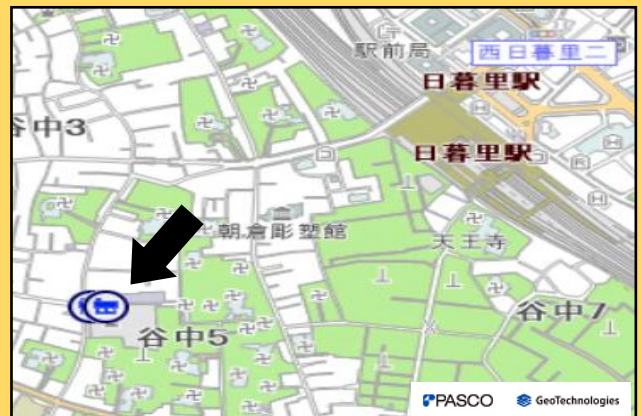 駅前局
西日暮里二
日暮里駅
谷中3
日暮里駅
朝倉彫塑館
天王寺
谷中7
谷中5
PASCO
GeoTechnologies